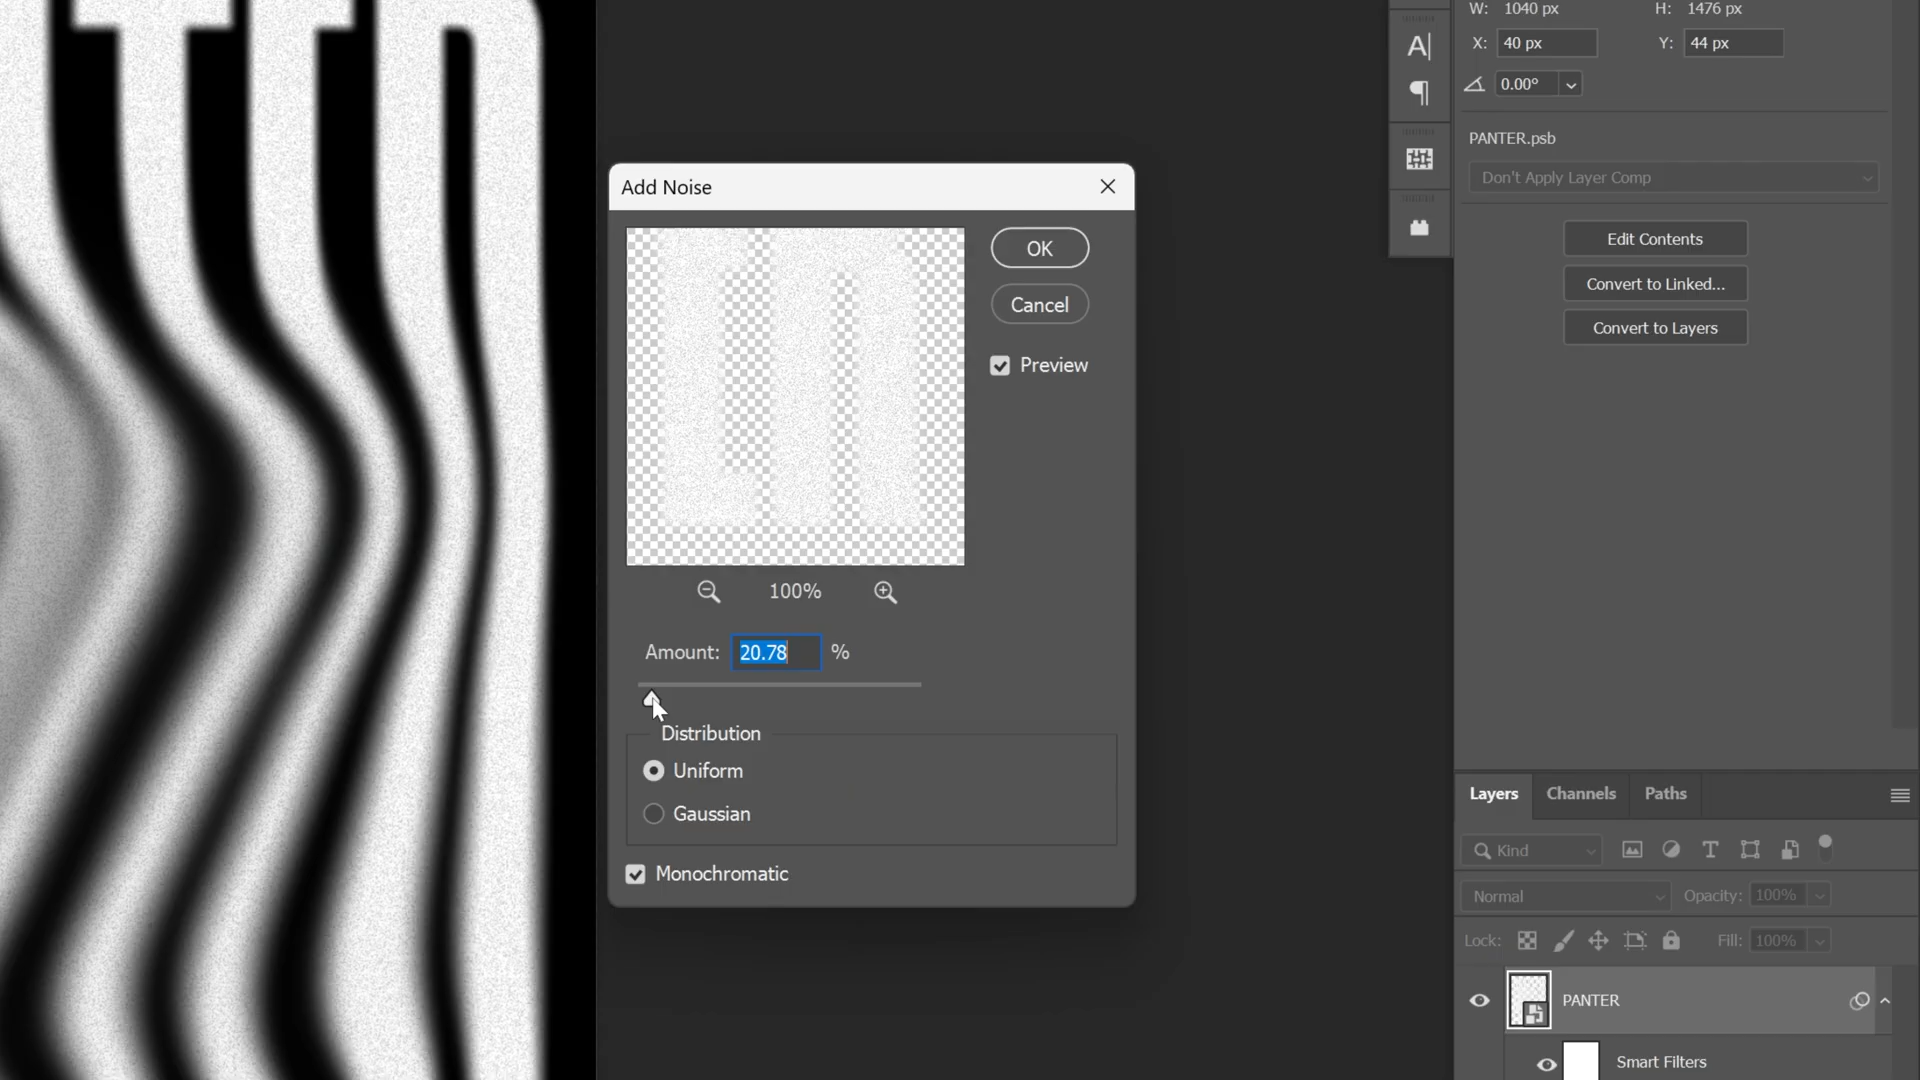 W: 1040 px H: 1476 px
X: 40 px Y: 44 px
0.00°
PANTER.psb
Don't Apply Layer Comp
Edit Contents
Convert to Linked...
Convert to Layers
Add Noise
OK
Cancel
Preview
100%
Amount: 20.78 %
Distribution
Uniform
Gaussian
Monochromatic
Layers Channels Paths
Kind
Normal Opacity: 100%
Lock: Fill: 100%
PANTER
Smart Filters